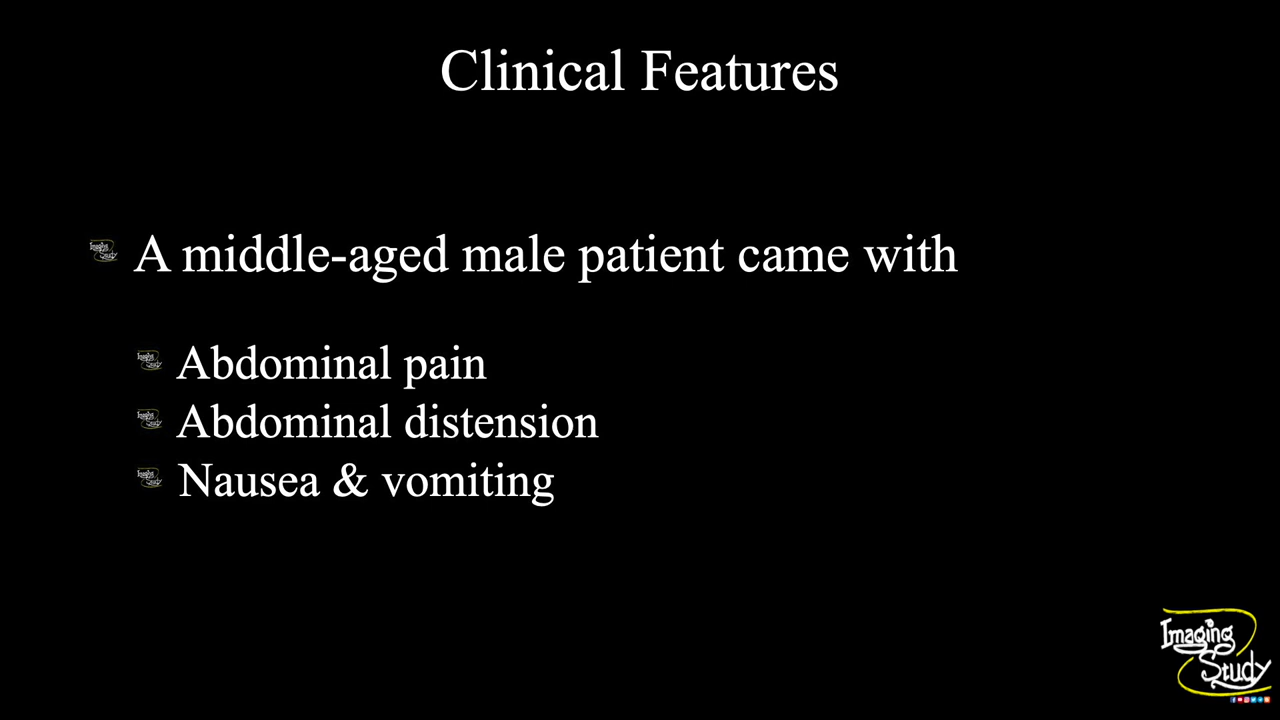 Clinical Features
A middle-aged male patient came with
Abdominal pain
Abdominal distension
Nausea & vomiting
Imaging
Study